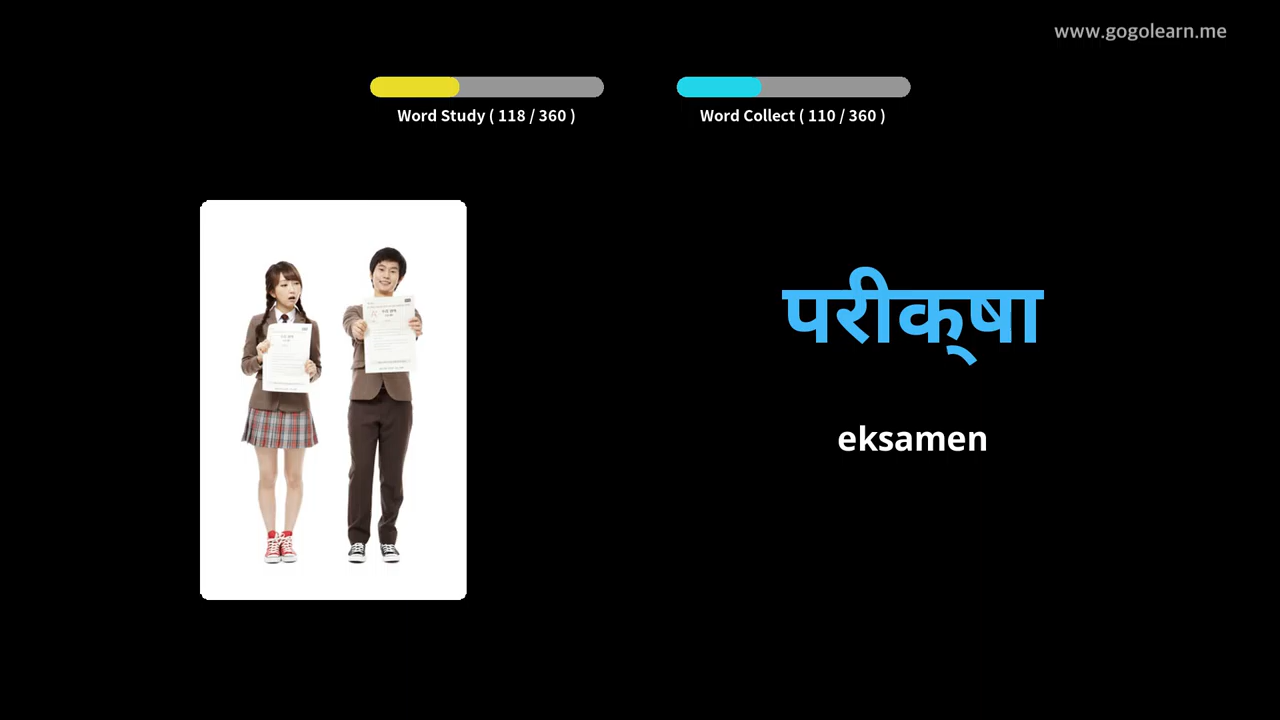 www.gogolearn.me
Word Study ( 118 / 360 )
Word Collect ( 110 / 360 )
परीक्षा
eksamen